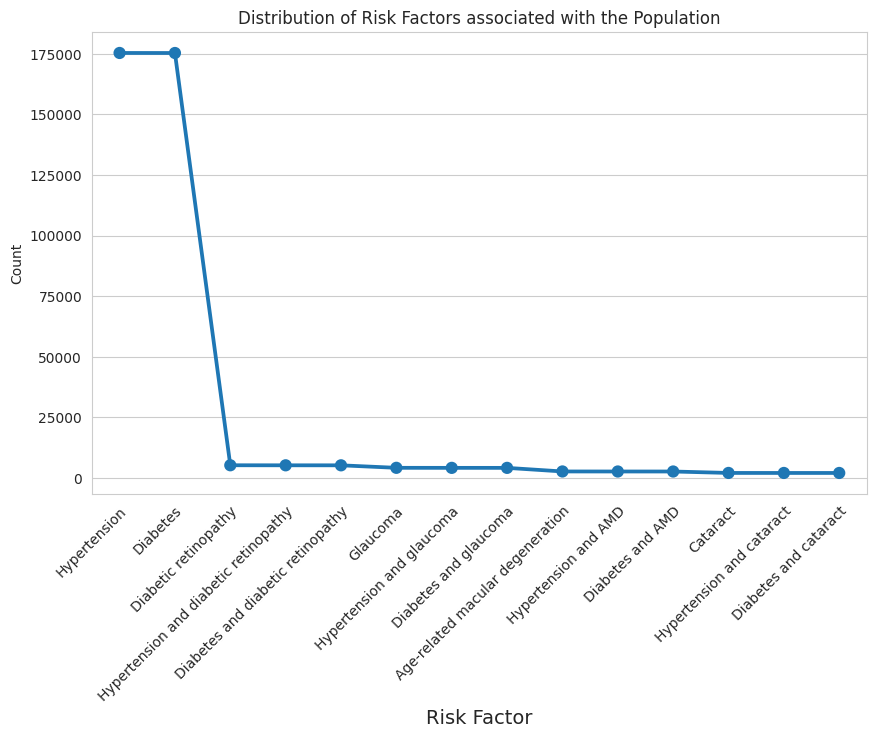 Distribution of Risk Factors associated with the Population
175000
150000
125000
100000
75000
50000
25000
0
Count
Hypertension
Diabetes
Diabetic retinopathy
Hypertension and diabetic retinopathy
Diabetes and diabetic retinopathy
Glaucoma
Hypertension and glaucoma
Diabetes and glaucoma
Age-related macular degeneration
Hypertension and AMD
Diabetes and AMD
Cataract
Hypertension and cataract
Diabetes and cataract
Risk Factor